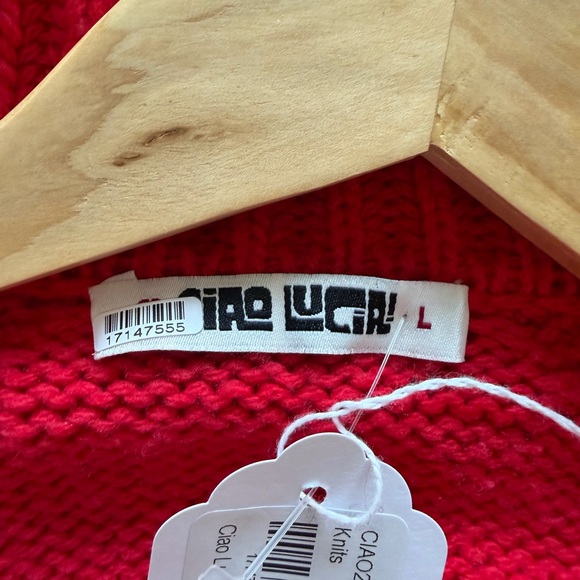 CIAO LUCIA! L
17147555
CIAO2
Knits
Ciao L